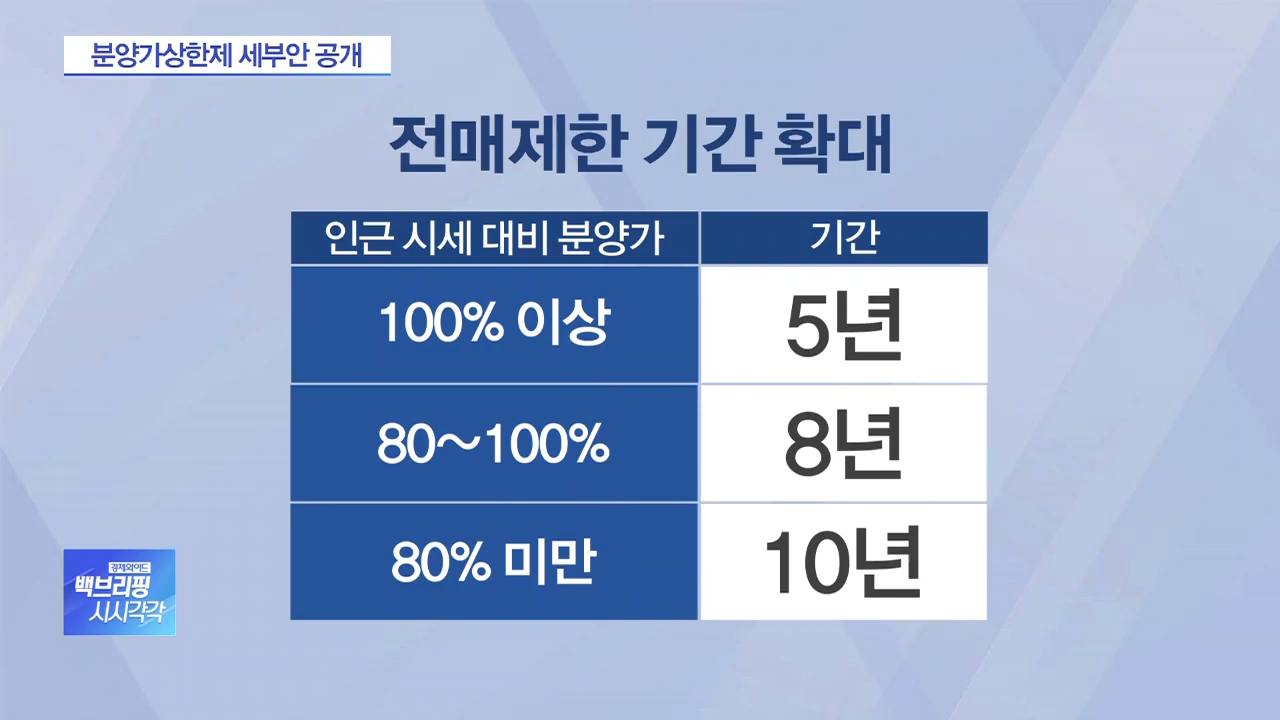 분양가상한제 세부안 공개
전매제한 기간 확대
인근 시세 대비 분양가 기간
100% 이상 5년
80~100% 8년
80% 미만 10년
경제와이드
백브리핑
시시각각